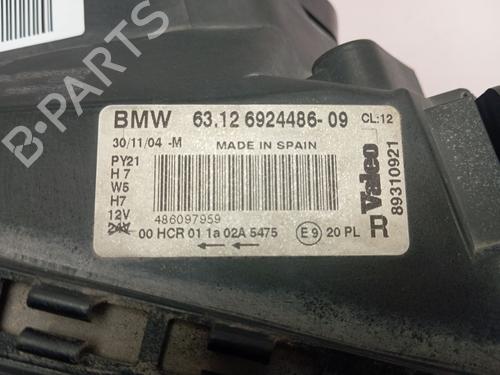 BMW 63.12 6924486-09 CL:12
30/11/04 -M MADE IN SPAIN
PY21
H7
W5
H7
12V
24V
486097959
00 HCR 01 1a 02A 5475 E9 20 PL
Valeo
R
89310921
B-PARTS